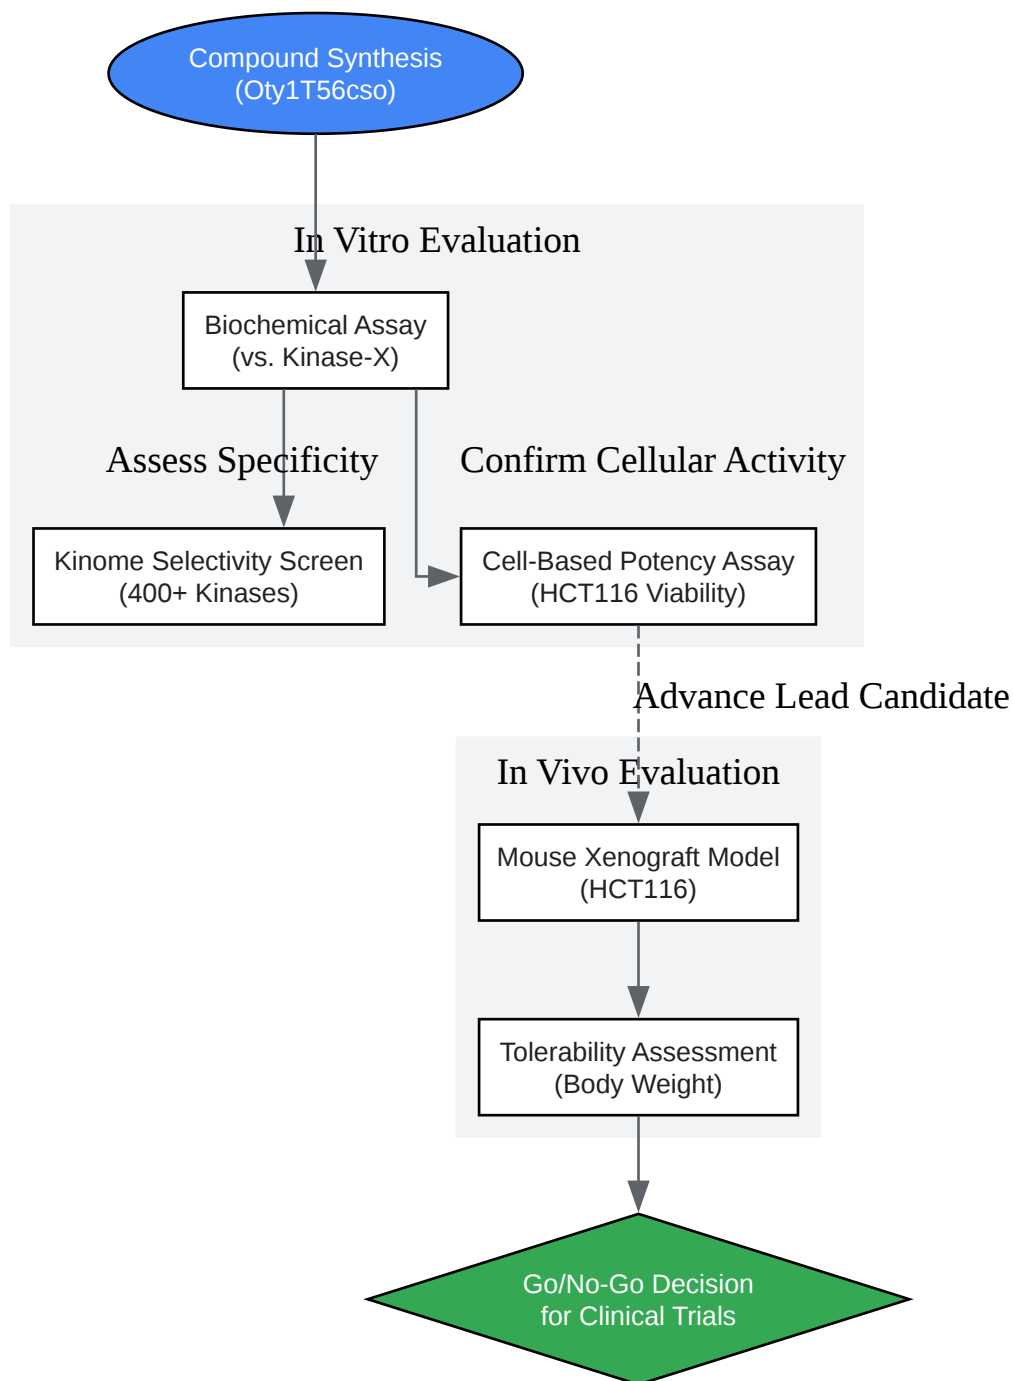 Compound Synthesis
(Oty1T56cso)
In Vitro Evaluation
Biochemical Assay
(vs. Kinase-X)
Assess Specificity
Confirm Cellular Activity
Kinome Selectivity Screen
(400+ Kinases)
Cell-Based Potency Assay
(HCT116 Viability)
Advance Lead Candidate
In Vivo Evaluation
Mouse Xenograft Model
(HCT116)
Tolerability Assessment
(Body Weight)
Go/No-Go Decision
for Clinical Trials